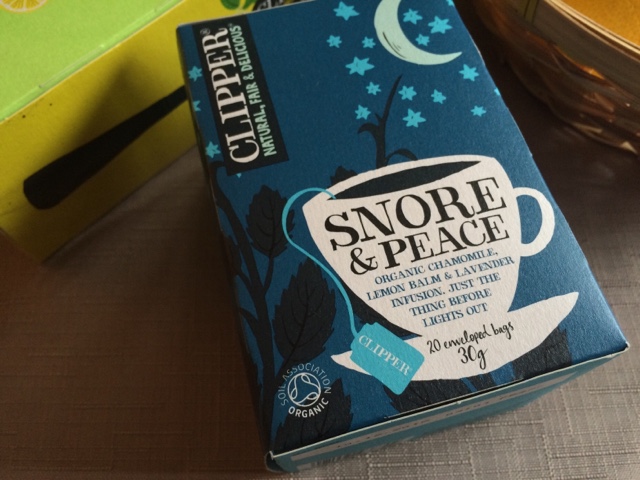 CLIPPER®
NATURAL, FAIR & DELICIOUS
SNORE
& PEACE
ORGANIC CHAMOMILE,
LEMON BALM & LAVENDER
INFUSION. JUST THE
THING BEFORE
LIGHTS OUT
20 enveloped bags
30g
CLIPPER
SOIL ASSOCIATION
ORGANIC